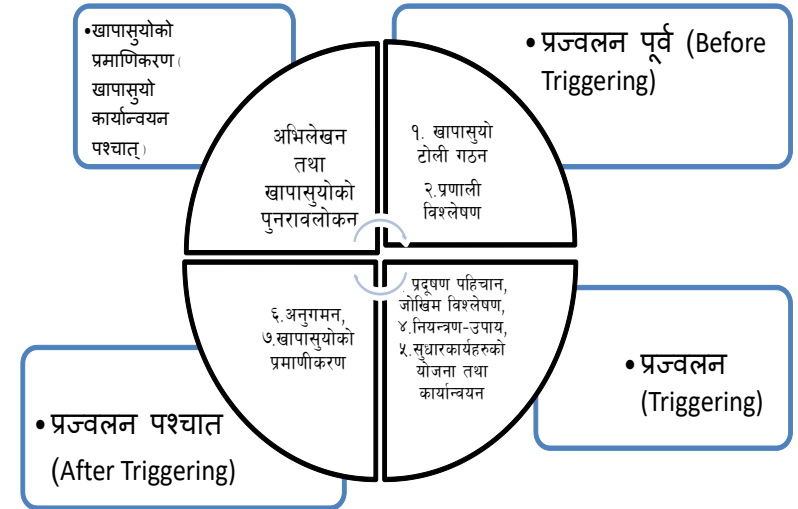 •खापासुयोको
प्रमाणिकरण(
खापासुयो
कार्यान्वयन
पश्चात्)
• प्रज्वलन पूर्व (Before
Triggering)
अभिलेखन
तथा
खापासुयोको
पुनरावलोकन
१. खापासुयो
टोली गठन
२.प्रणाली
विश्लेषण
. प्रदूषण पहिचान,
जोखिम विश्लेषण,
४.नियन्त्रण-उपाय,
५.सुधारकार्यहरुको
योजना तथा
कार्यान्वयन
६.अनुगमन,
७.खापासुयोको
प्रमाणीकरण
• प्रज्वलन
(Triggering)
• प्रज्वलन पश्चात
(After Triggering)